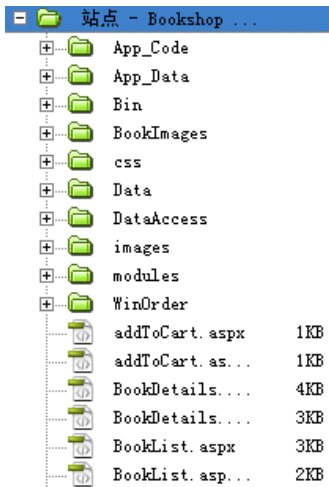 站点 - Bookshop ...
App_Code
App_Data
Bin
BookImages
css
Data
DataAccess
images
modules
WinOrder
addToCart.aspx 1KB
addToCart.as... 1KB
BookDetails.... 4KB
BookDetails.... 3KB
BookList.aspx 3KB
BookList.asp... 2KB